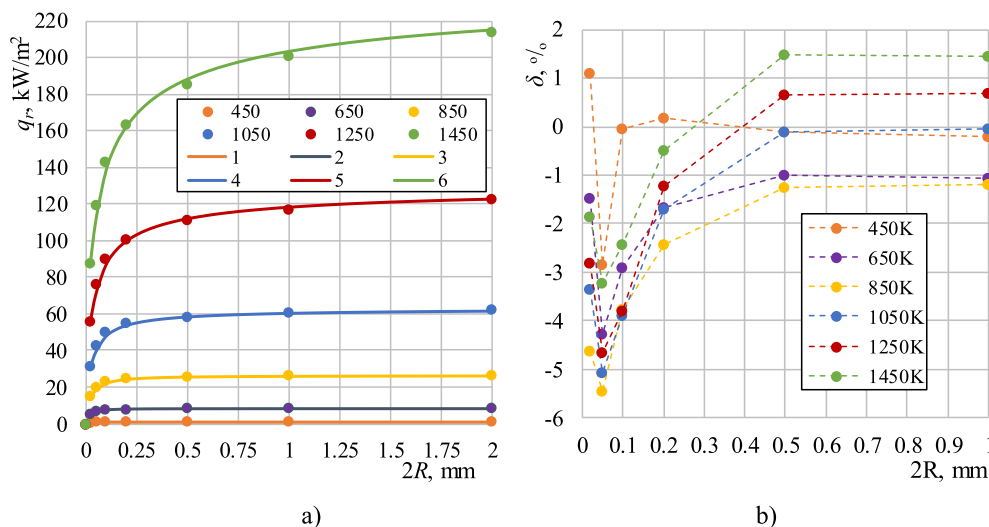 a)
q_r, kW/m²
220
200
180
160
140
120
100
80
60
40
20
0
450 650 850
1050 1250 1450
1 2 3
4 5 6
0 0.25 0.5 0.75 1 1.25 1.5 1.75 2
2R, mm
a)
b)
δ, %
2
1
0
-1
-2
-3
-4
-5
-6
450K
650K
850K
1050K
1250K
1450K
0 0.1 0.2 0.3 0.4 0.5 0.6 0.7 0.8 0.9 1
2R, mm
b)